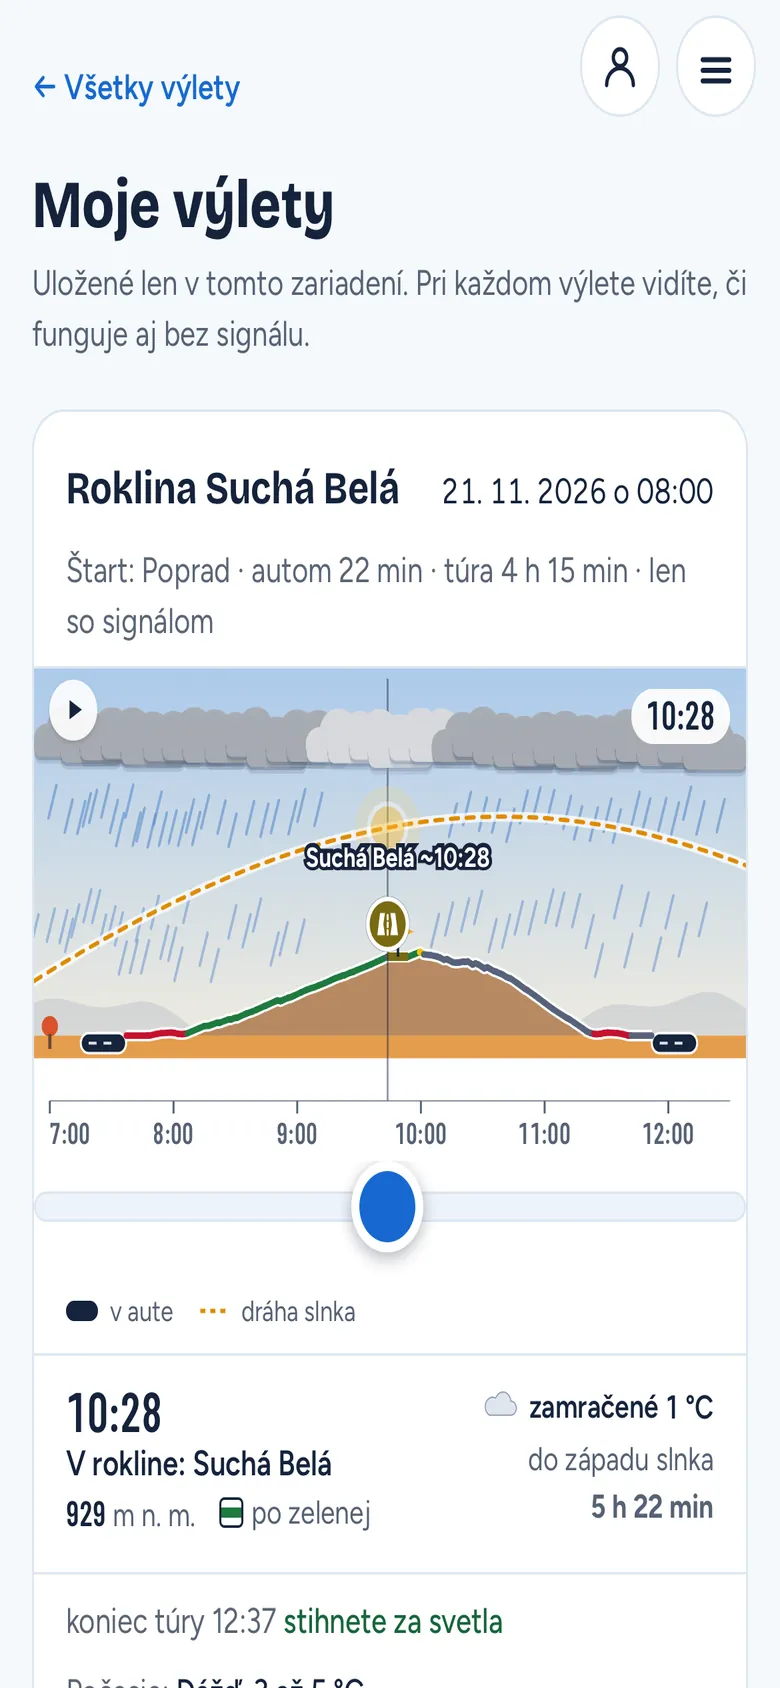 ← Všetky výlety
Moje výlety
Uložené len v tomto zariadení. Pri každom výlete vidíte, či
funguje aj bez signálu.
Roklina Suchá Belá 21. 11. 2026 o 08:00
Štart: Poprad · autom 22 min · túra 4 h 15 min · len
so signálom
10:28
Suchá Belá ~10:28
7:00 8:00 9:00 10:00 11:00 12:00
v aute dráha slnka
10:28
zamračené 1 °C
V rokline: Suchá Belá
do západu slnka
929 m n. m. po zelenej
5 h 22 min
koniec túry 12:37 stihnete za svetla